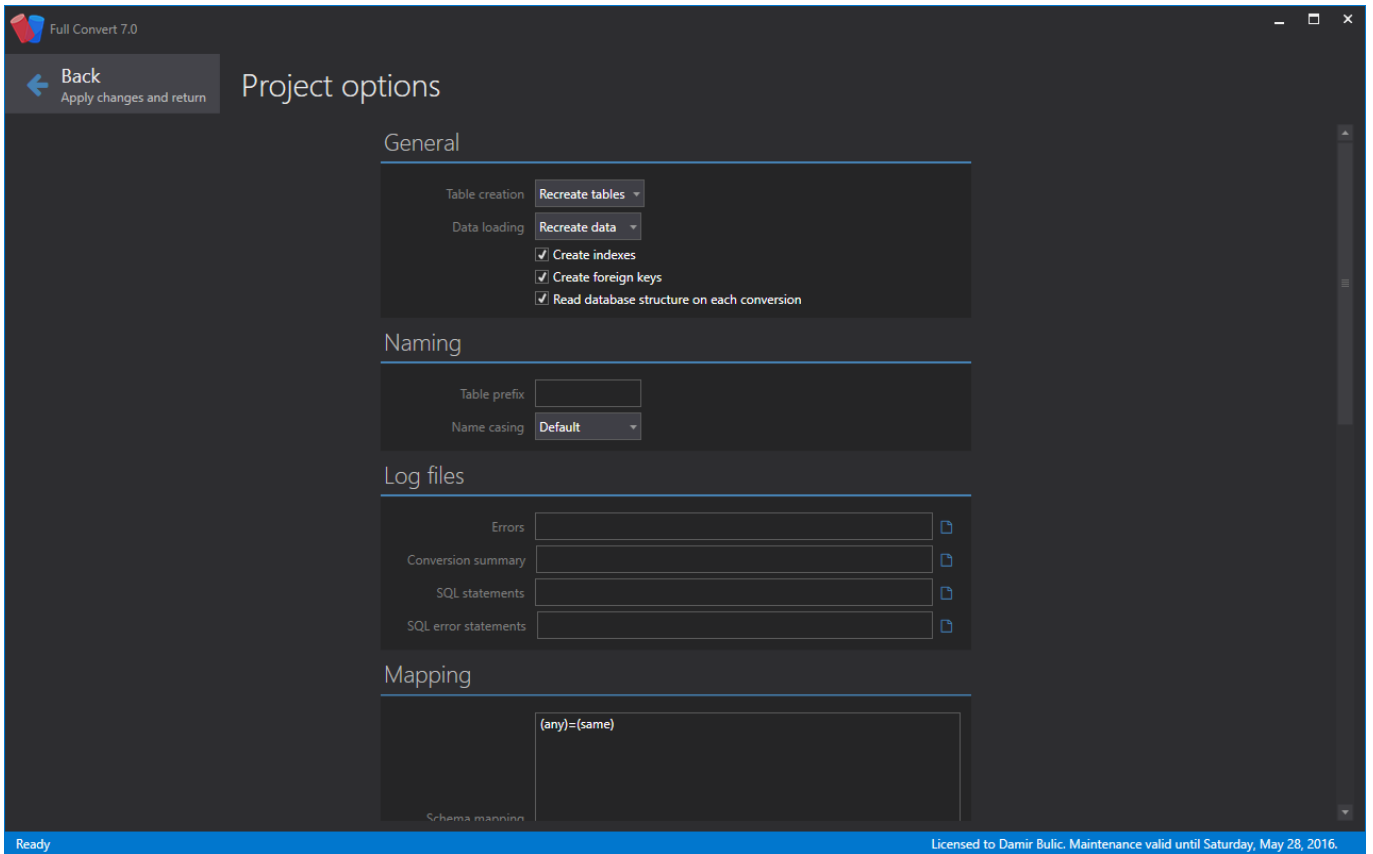 Full Convert 7.0
Back
Apply changes and return
Project options
General
Table creation Recreate tables
Data loading Recreate data
Create indexes
Create foreign keys
Read database structure on each conversion
Naming
Table prefix
Name casing Default
Log files
Errors
Conversion summary
SQL statements
SQL error statements
Mapping
(any)=(same)
Schema mapping
Ready Licensed to Damir Bulic. Maintenance valid until Saturday, May 28, 2016.